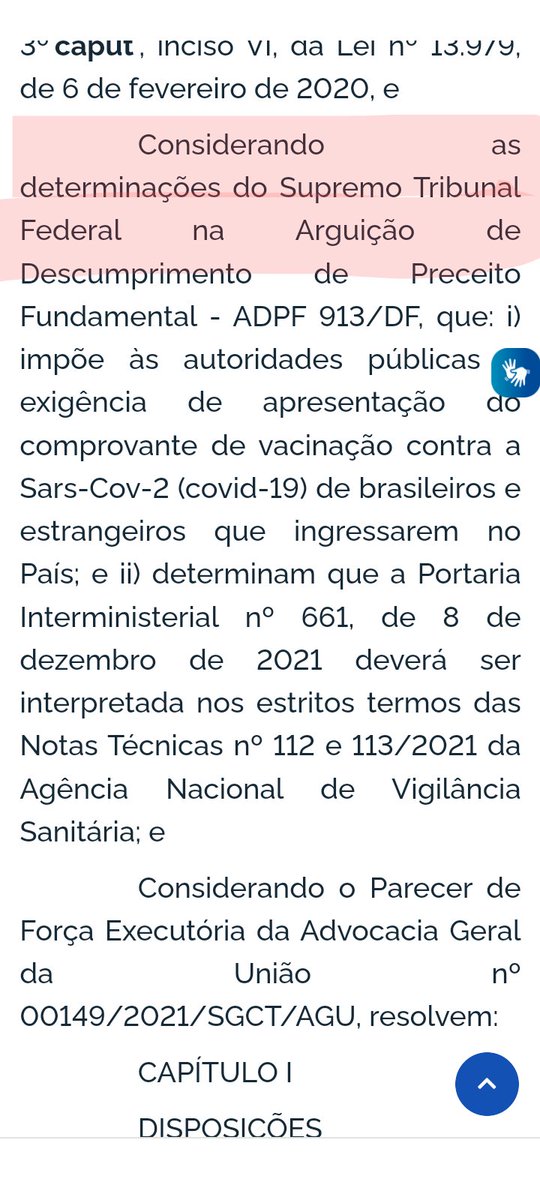 3º caput , inciso VI, da Lei nº 13.979,
de 6 de fevereiro de 2020, e
Considerando as
determinações do Supremo Tribunal
Federal na Arguição de
Descumprimento de Preceito
Fundamental - ADPF 913/DF, que: i)
impõe às autoridades públicas
exigência de apresentação do
comprovante de vacinação contra a
Sars-Cov-2 (covid-19) de brasileiros e
estrangeiros que ingressarem no
País; e ii) determinam que a Portaria
Interministerial nº 661, de 8 de
dezembro de 2021 deverá ser
interpretada nos estritos termos das
Notas Técnicas nº 112 e 113/2021 da
Agência Nacional de Vigilância
Sanitária; e
Considerando o Parecer de
Força Executória da Advocacia Geral
da União nº
00149/2021/SGCT/AGU, resolvem:
CAPÍTULO I
DISPOSIÇÕES